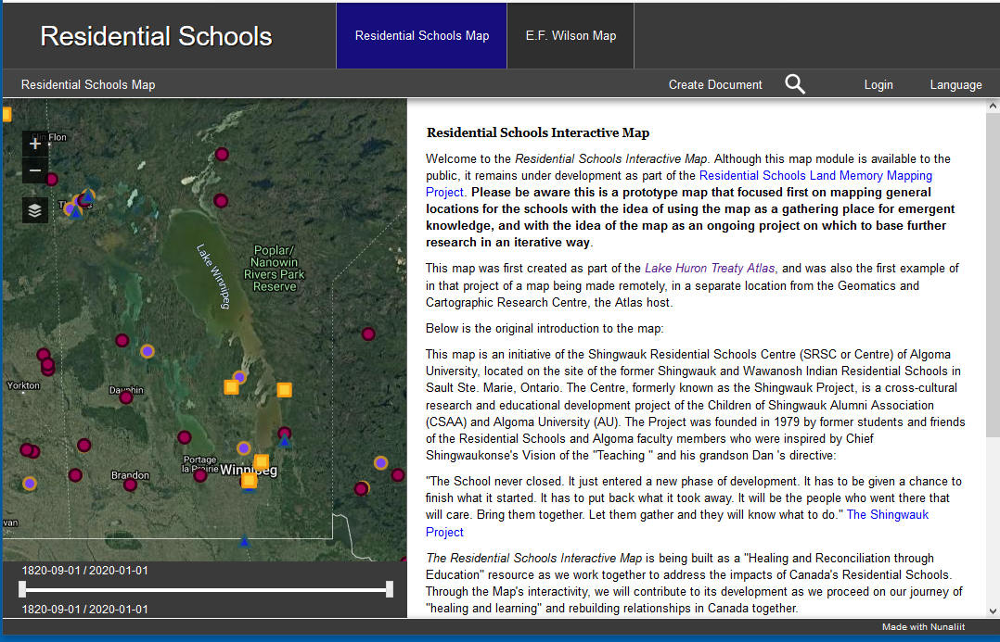 Residential Schools
Residential Schools Map
E.F. Wilson Map
Residential Schools Map
Create Document
Login
Language
+
Flin Flon
−
Lake Winnipeg
Poplar/
Nanowin
Rivers Park
Reserve
Yorkton
Dauphin
Portage
la Prairie
Winnipeg
Brandon
van
1820-09-01 / 2020-01-01
1820-09-01 / 2020-01-01
Residential Schools Interactive Map
Welcome to the Residential Schools Interactive Map. Although this map module is available to the
public, it remains under development as part of the Residential Schools Land Memory Mapping
Project. Please be aware this is a prototype map that focused first on mapping general
locations for the schools with the idea of using the map as a gathering place for emergent
knowledge, and with the idea of the map as an ongoing project on which to base further
research in an iterative way.
This map was first created as part of the Lake Huron Treaty Atlas, and was also the first example of
in that project of a map being made remotely, in a separate location from the Geomatics and
Cartographic Research Centre, the Atlas host.
Below is the original introduction to the map:
This map is an initiative of the Shingwauk Residential Schools Centre (SRSC or Centre) of Algoma
University, located on the site of the former Shingwauk and Wawanosh Indian Residential Schools in
Sault Ste. Marie, Ontario. The Centre, formerly known as the Shingwauk Project, is a cross-cultural
research and educational development project of the Children of Shingwauk Alumni Association
(CSAA) and Algoma University (AU). The Project was founded in 1979 by former students and friends
of the Residential Schools and Algoma faculty members who were inspired by Chief
Shingwaukonse's Vision of the "Teaching " and his grandson Dan 's directive:
"The School never closed. It just entered a new phase of development. It has to be given a chance to
finish what it started. It has to put back what it took away. It will be the people who went there that
will care. Bring them together. Let them gather and they will know what to do." The Shingwauk
Project
The Residential Schools Interactive Map is being built as a "Healing and Reconciliation through
Education" resource as we work together to address the impacts of Canada's Residential Schools.
Through the Map's interactivity, we will contribute to its development as we proceed on our journey of
"healing and learning" and rebuilding relationships in Canada together.
Made with Nunaliit